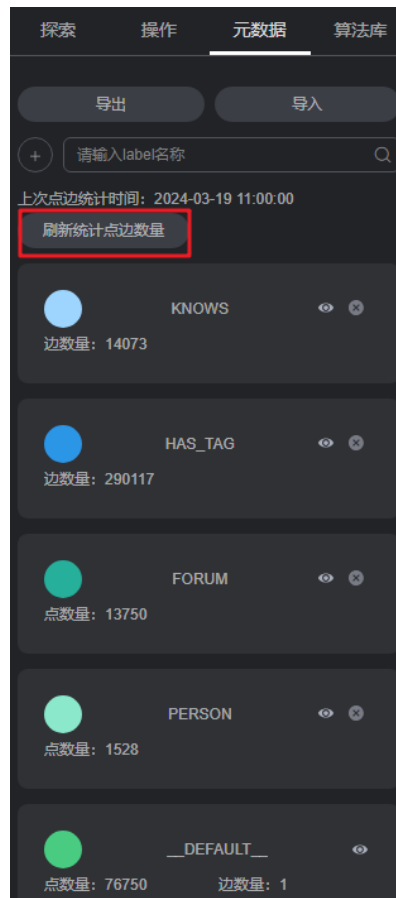 探索 操作 元数据 算法库
导出 导入
请输入label名称
上次点边统计时间：2024-03-19 11:00:00
刷新统计点边数量
KNOWS
边数量：14073
HAS_TAG
边数量：290117
FORUM
点数量：13750
PERSON
点数量：1528
__DEFAULT__
点数量：76750 边数量：1